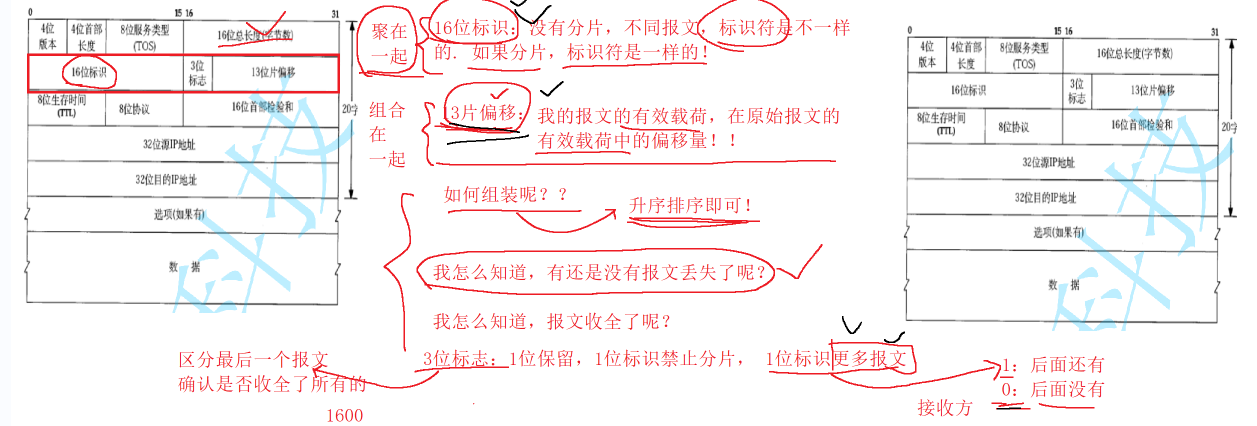 0 15 16 31
4位版本 4位首部长度 8位服务类型(TOS) 16位总长度(字节数)
16位标识 3位标志 13位片偏移
8位生存时间(TTL) 8位协议 16位首部检验和
20字
32位源IP地址
32位目的IP地址
选项(如果有)
数 据
聚在
一起
16位标识: 没有分片，不同报文，标识符是不一样
的. 如果分片，标识符是一样的！
组合
在
一起
13片偏移: 我的报文的有效载荷，在原始报文的
有效载荷中的偏移量！！
如何组装呢？？
升序排序即可！
我怎么知道，有还是没有报文丢失了呢？
我怎么知道，报文收全了呢？
3位标志: 1位保留，1位标识禁止分片， 1位标识更多报文
区分最后一个报文
确认是否收全了所有的
1600
1: 后面还有
0: 后面没有
接收方
0 15 16 31
4位版本 4位首部长度 8位服务类型(TOS) 16位总长度(字节数)
16位标识 3位标志 13位片偏移
8位生存时间(TTL) 8位协议 16位首部检验和
20字
32位源IP地址
32位目的IP地址
选项(如果有)
数 据
科技